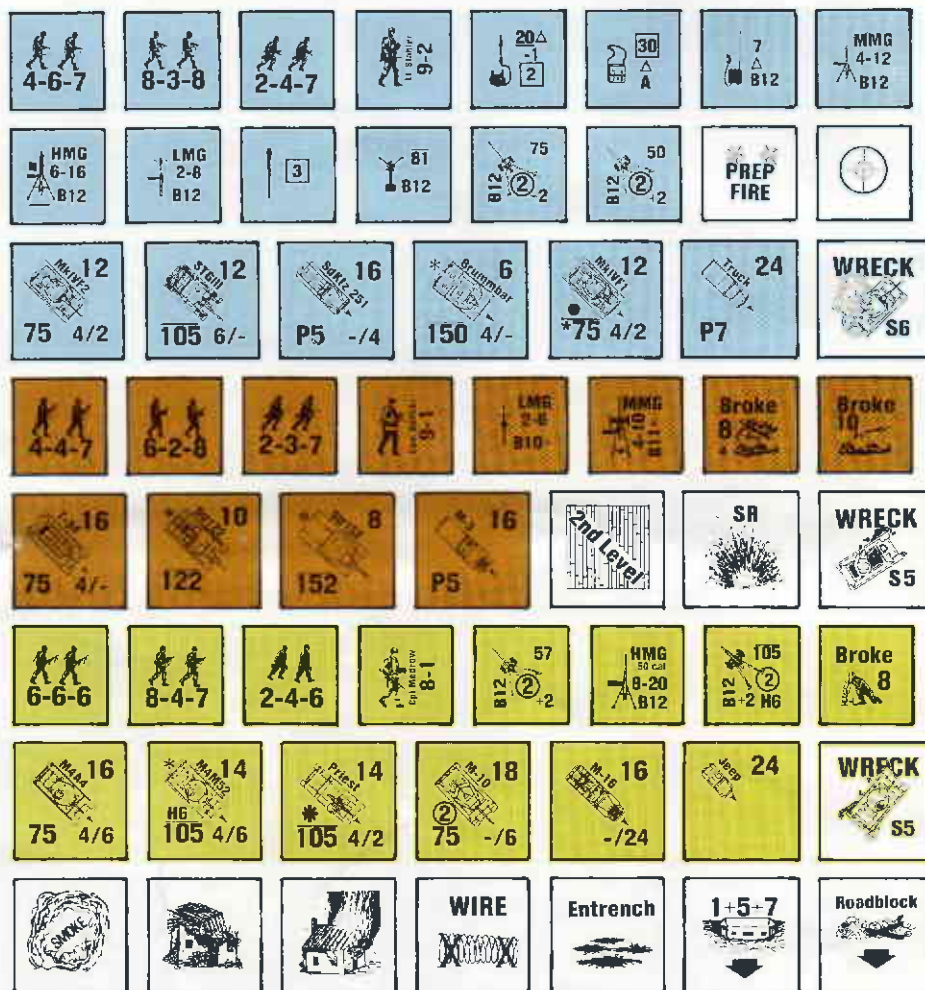 4-6-7
8-3-8
2-4-7
Lt Stahler
9-2
20△
-1
2
30
△
A
7
△
B12
MMG
4-12
B12
HMG
6-16
B12
LMG
2-8
B12
3
81
B12
75
B12
2
+2
50
B12
2
+2
PREP
FIRE
MkIVF2
12
75 4/2
STGIII
12
105 6/-
SdKfz 251
16
P5 -/4
*
Brummbar
6
150 4/-
MkIVF1
12
*75 4/2
Truck
24
P7
WRECK
S6
4-4-7
6-2-8
2-3-7
9-1
LMG
2-6
B10
MMG
4-10
B11
Broke
8
Broke
10
16
75 4/-
10
122
8
152
M-3
16
P5
2nd Level
SR
WRECK
S5
6-6-6
8-4-7
2-4-6
Cpl Medrow
8-1
57
B12
2
+2
HMG
50 cal
8-20
B12
105
B12
2
+2 H6
Broke
8
M4A4
16
75 4/6
*
M4M52
14
H6
105 4/6
Priest
14
*
105 4/2
M-10
18
2
75 -/6
M-16
16
-/24
Jeep
24
WRECK
S5
SMOKE
WIRE
Entrench
1+5+7
Roadblock